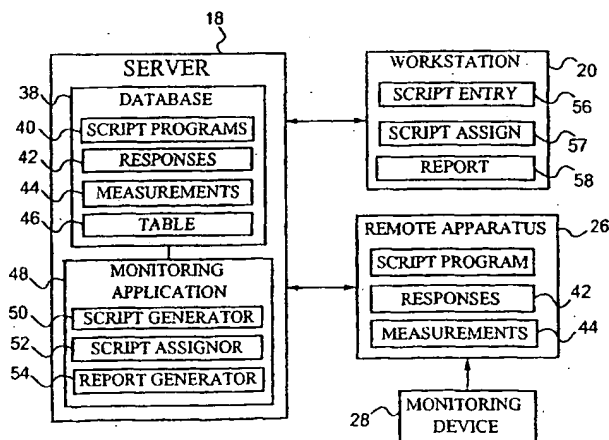 18
SERVER
38
DATABASE
40
SCRIPT PROGRAMS
42
RESPONSES
44
MEASUREMENTS
46
TABLE
48
MONITORING
APPLICATION
50
SCRIPT GENERATOR
52
SCRIPT ASSIGNOR
54
REPORT GENERATOR
WORKSTATION
20
SCRIPT ENTRY
56
SCRIPT ASSIGN
57
REPORT
58
REMOTE APPARATUS
26
SCRIPT PROGRAM
RESPONSES
42
MEASUREMENTS
44
28
MONITORING
DEVICE